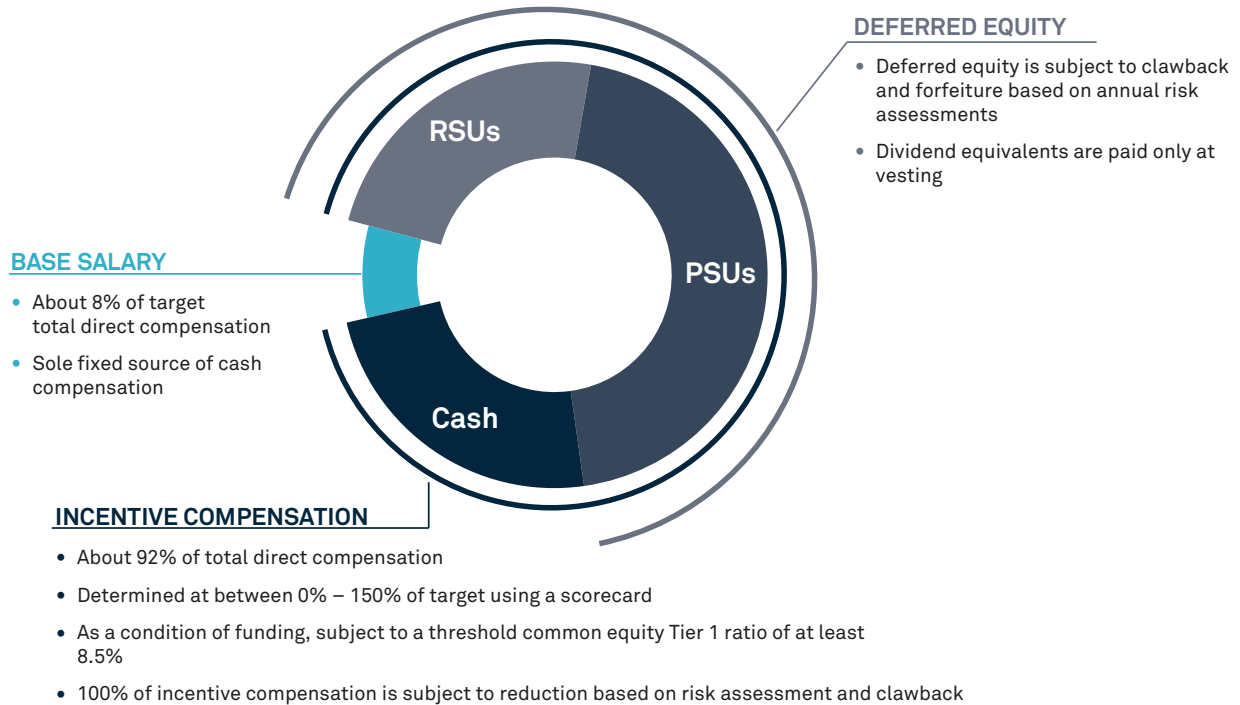 DEFERRED EQUITY
• Deferred equity is subject to clawback
and forfeiture based on annual risk
assessments
• Dividend equivalents are paid only at
vesting
RSUs
PSUs
Cash
BASE SALARY
• About 8% of target
total direct compensation
• Sole fixed source of cash
compensation
INCENTIVE COMPENSATION
• About 92% of total direct compensation
• Determined at between 0% – 150% of target using a scorecard
• As a condition of funding, subject to a threshold common equity Tier 1 ratio of at least
8.5%
• 100% of incentive compensation is subject to reduction based on risk assessment and clawback